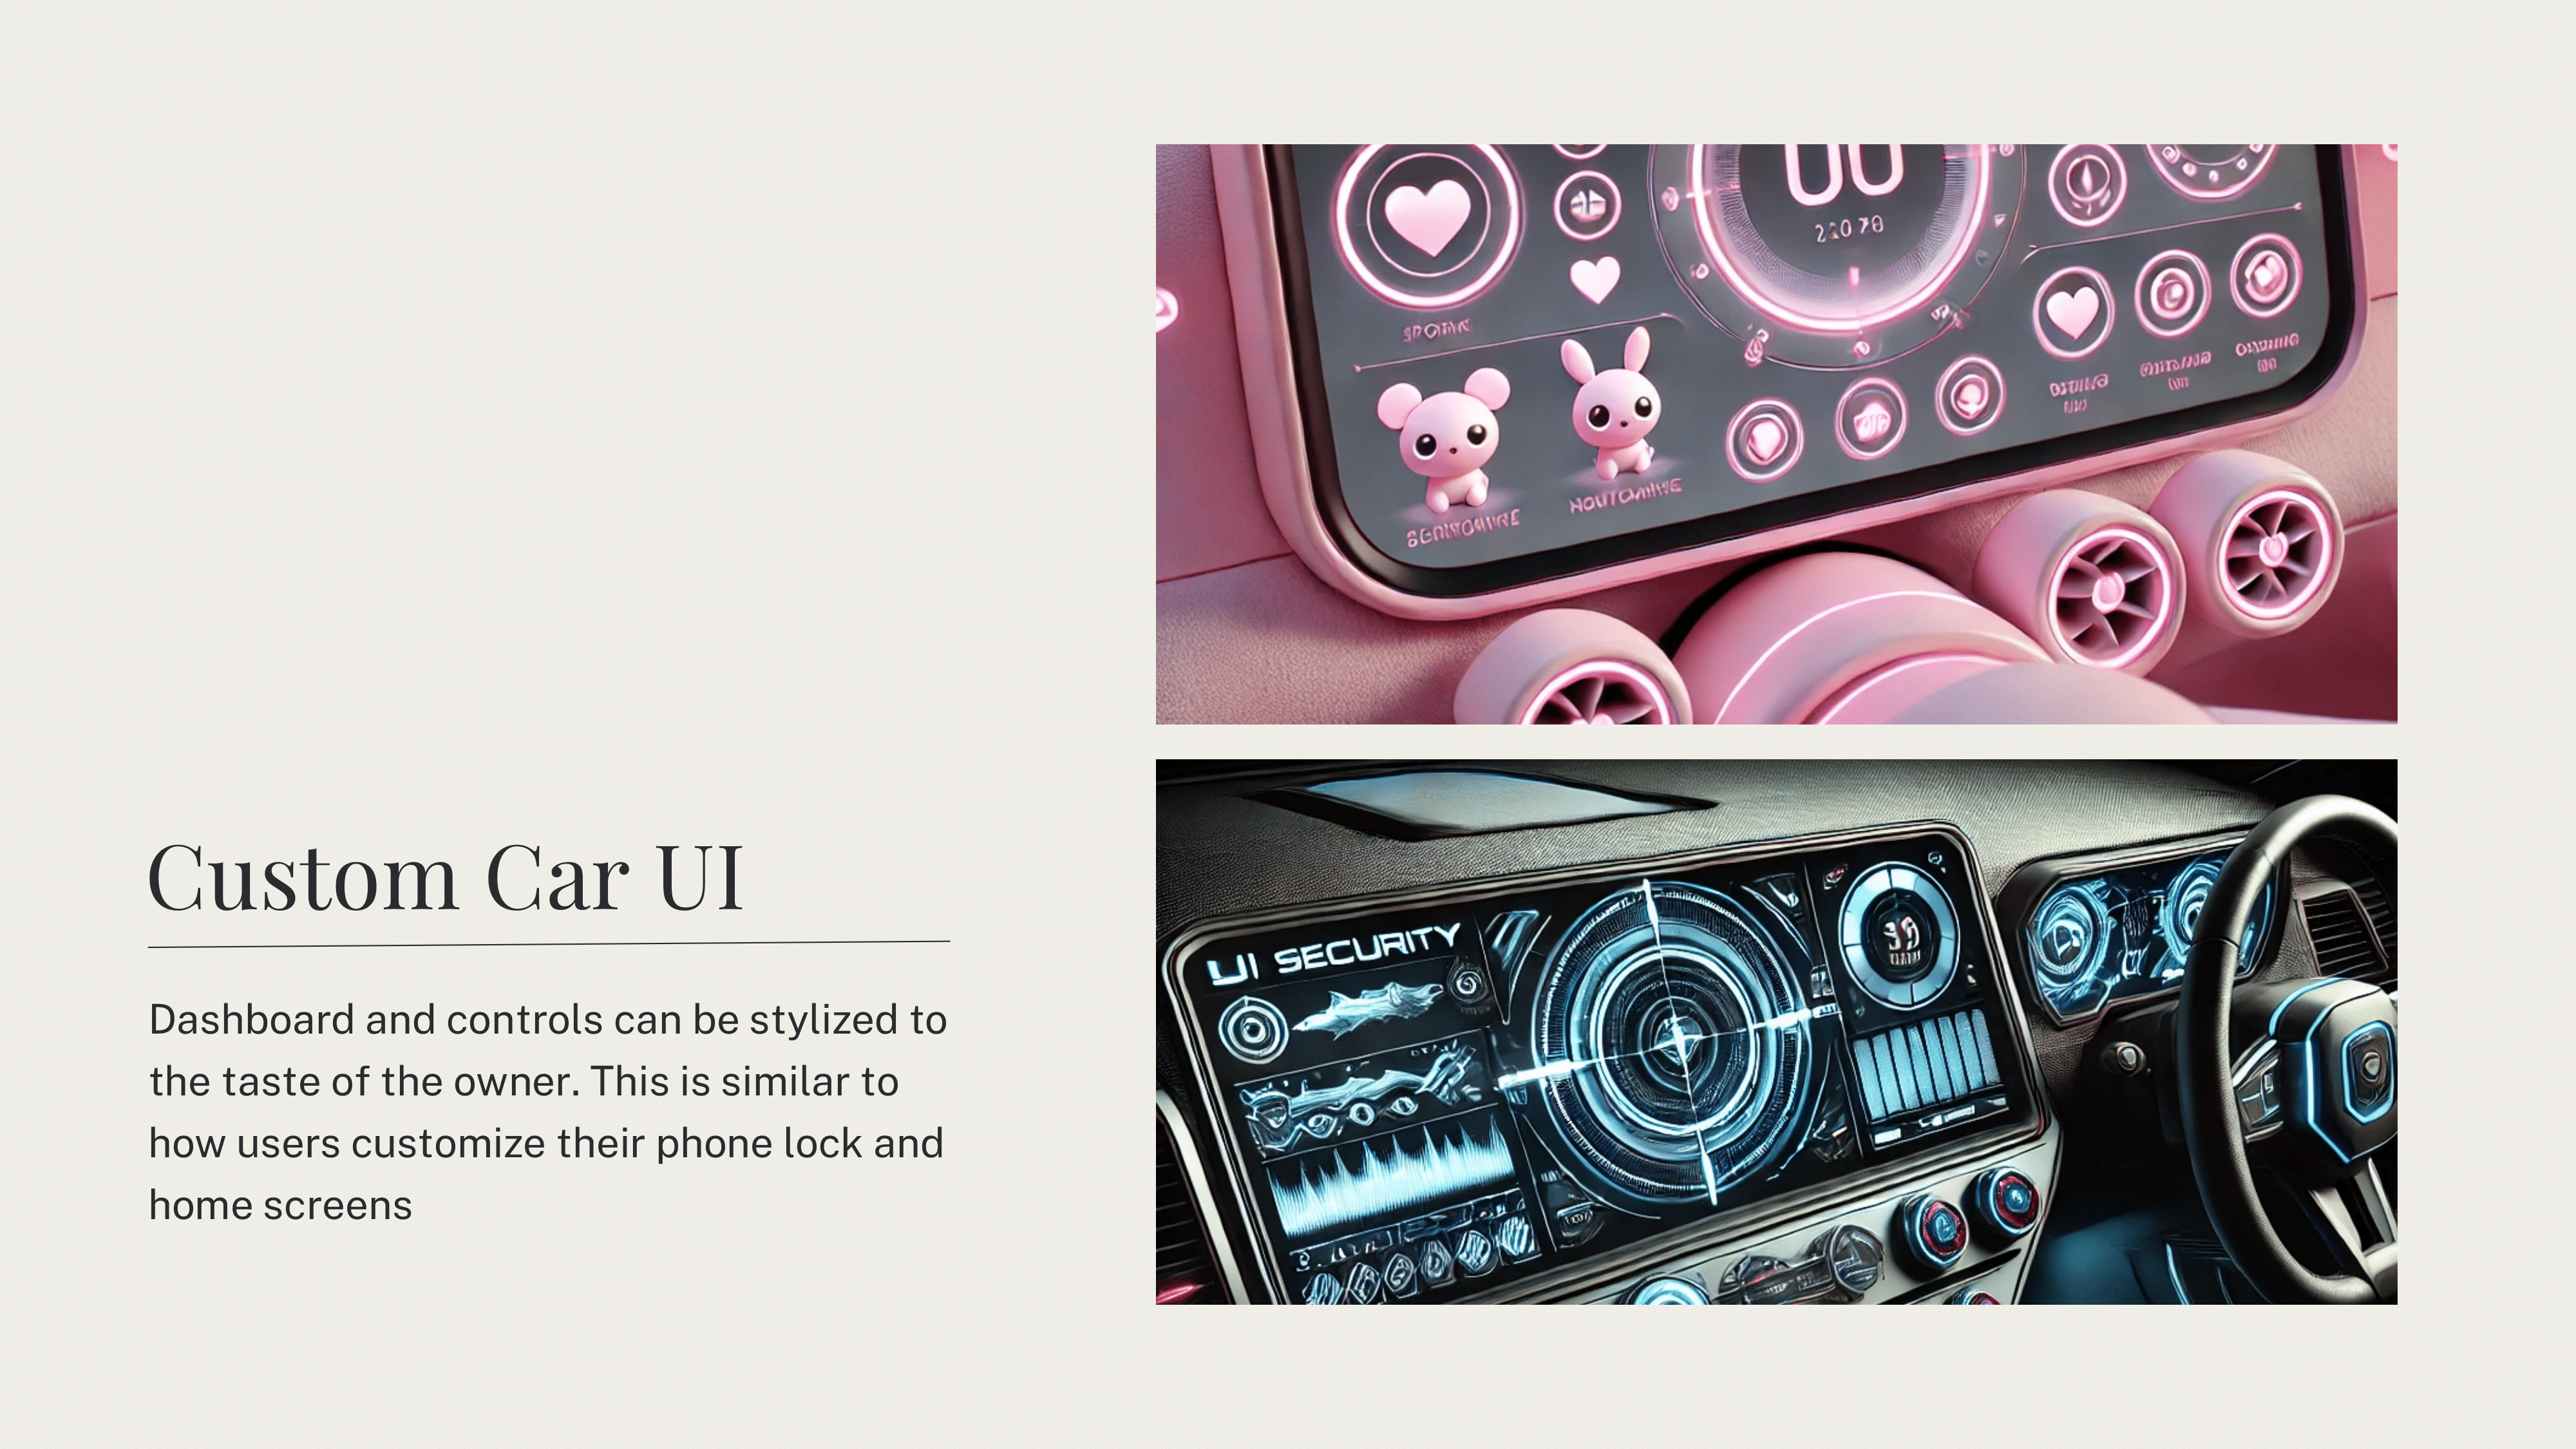 Custom Car UI
Dashboard and controls can be stylized to
the taste of the owner. This is similar to
how users customize their phone lock and
home screens
00
UI SECURITY